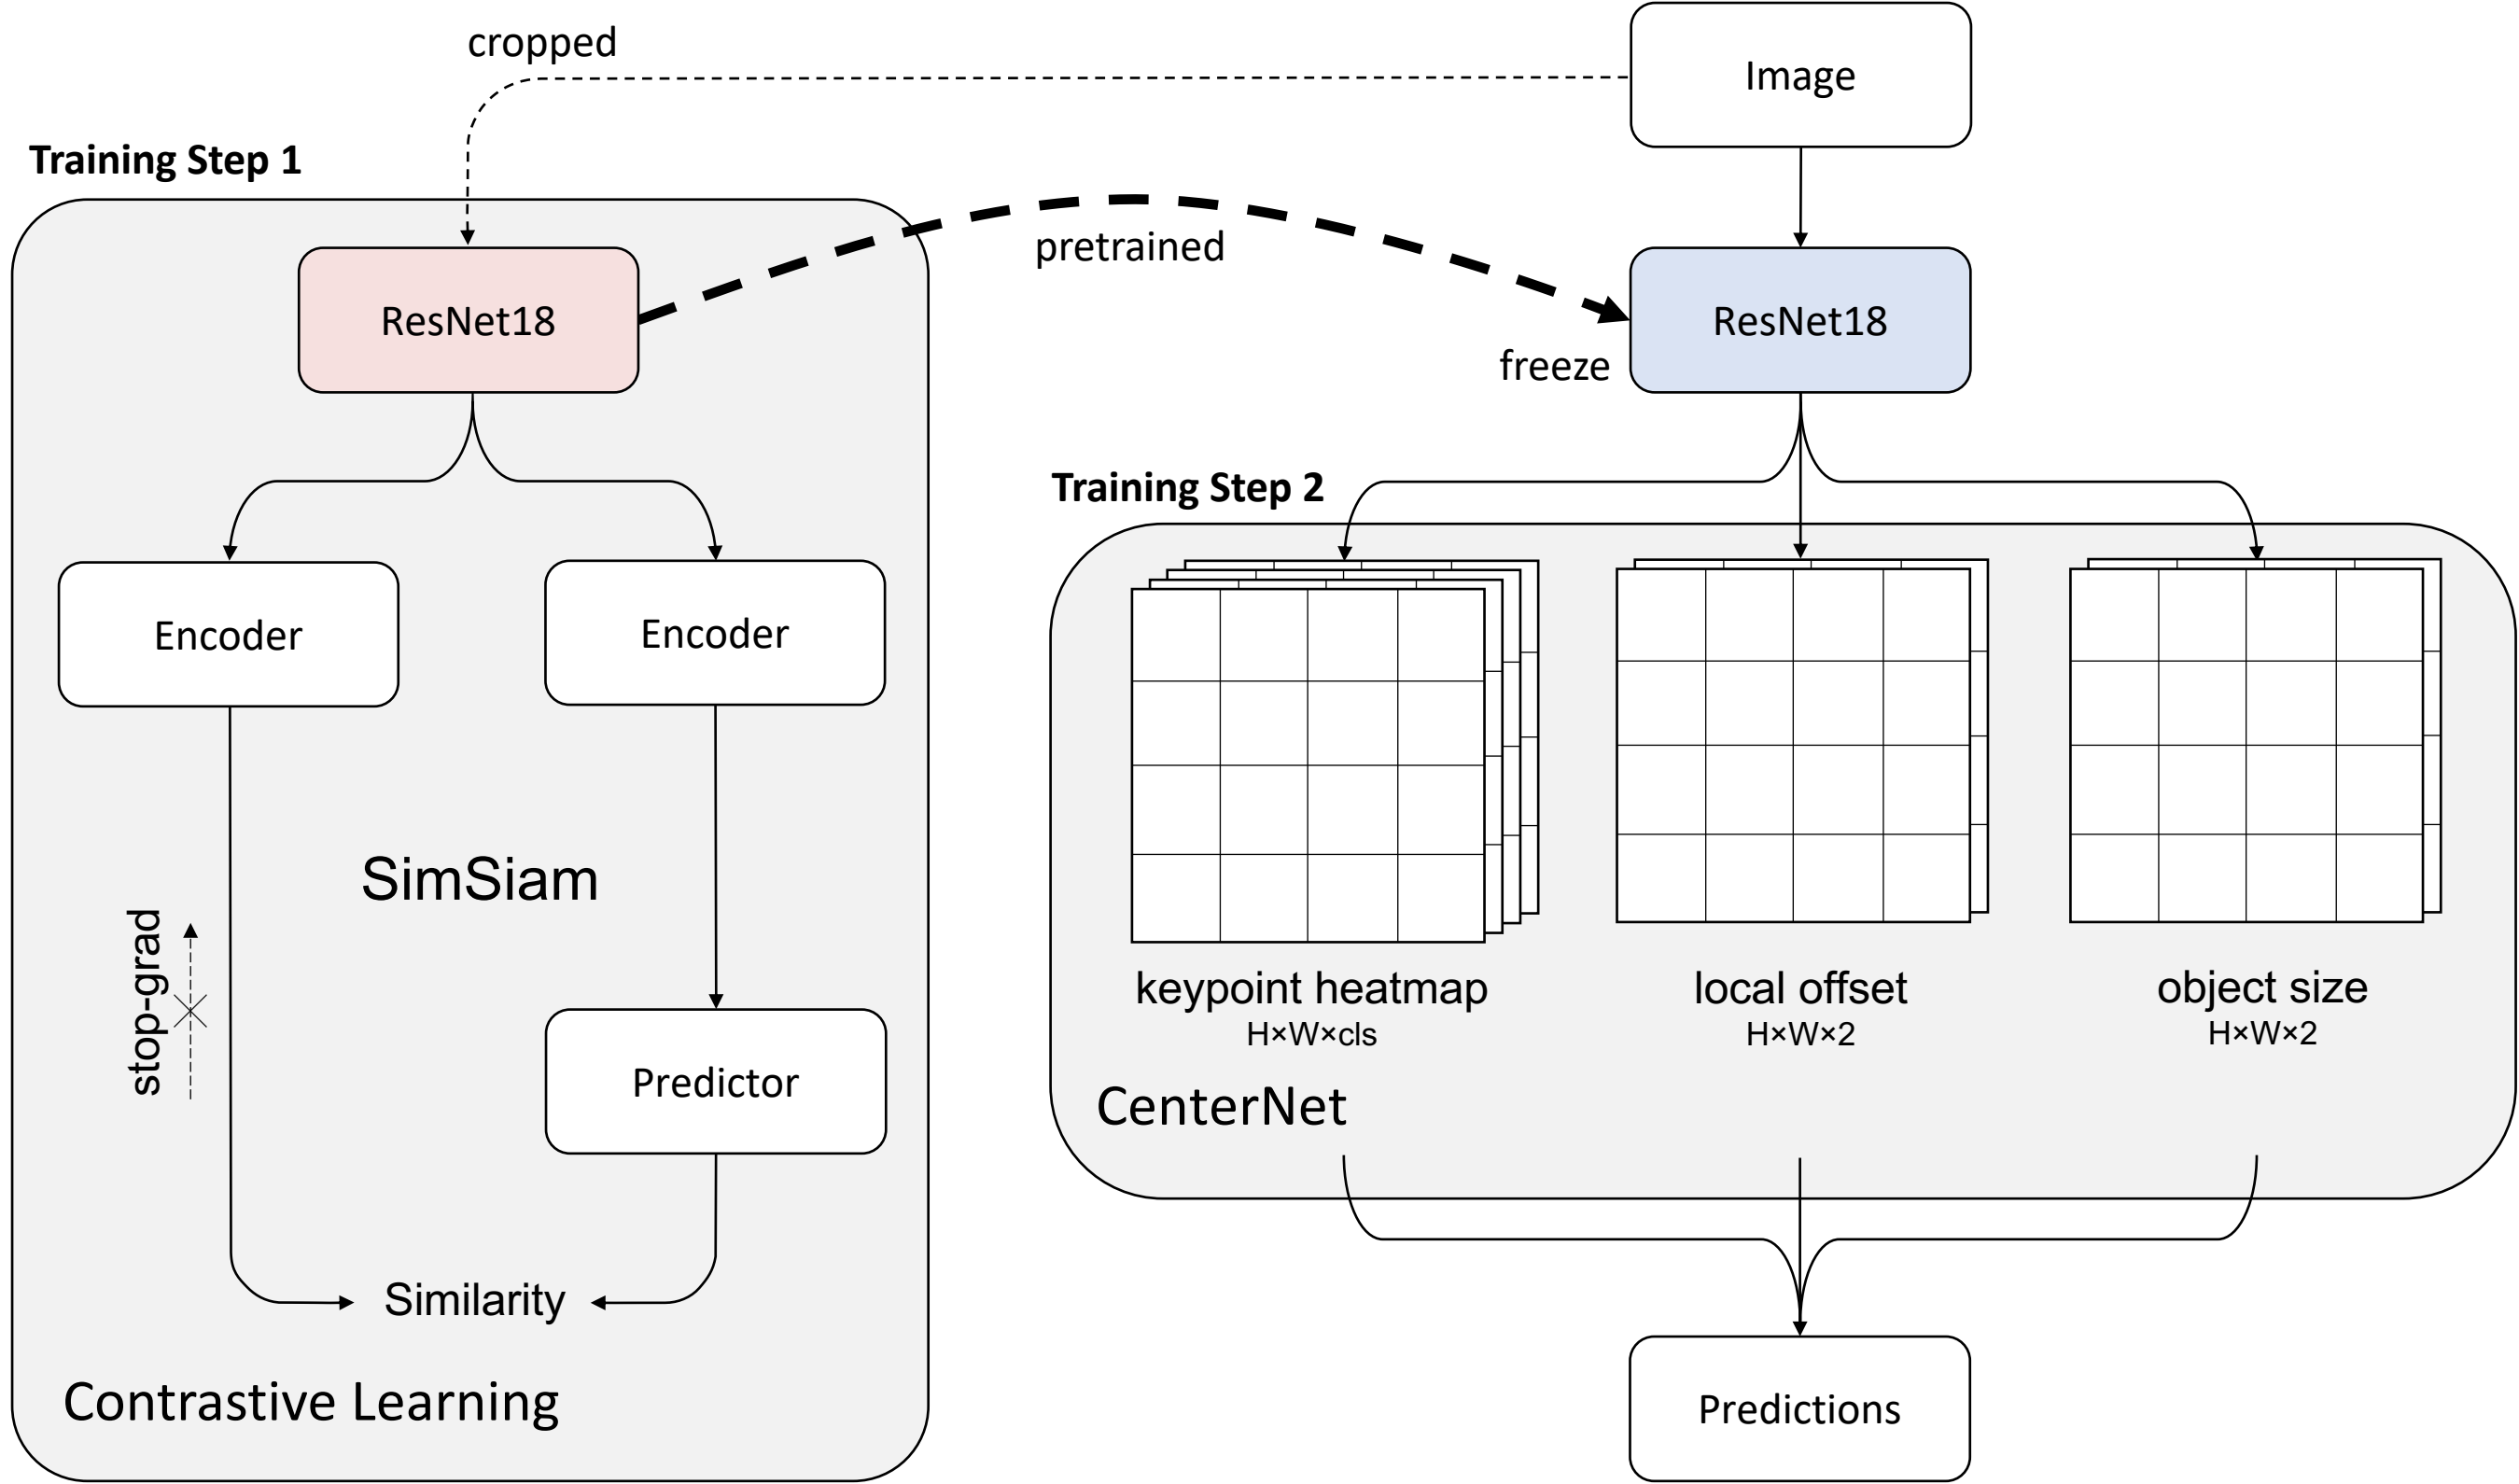 cropped
Image
Training Step 1
pretrained
ResNet18
ResNet18
freeze
Training Step 2
Encoder
Encoder
SimSiam
stop-grad
keypoint heatmap
H×W×cls
local offset
H×W×2
object size
H×W×2
Predictor
CenterNet
Similarity
Contrastive Learning
Predictions